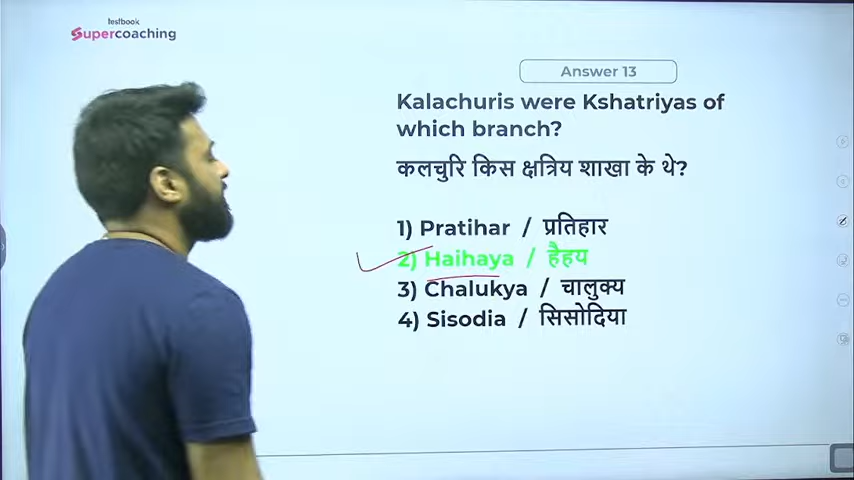 testbook
Supercoaching
Answer 13
Kalachuris were Kshatriyas of
which branch?
कलचुरि किस क्षत्रिय शाखा के थे?
1) Pratihar / प्रतिहार
2) Haihaya / हैहय
3) Chalukya / चालुक्य
4) Sisodia / सिसोदिया